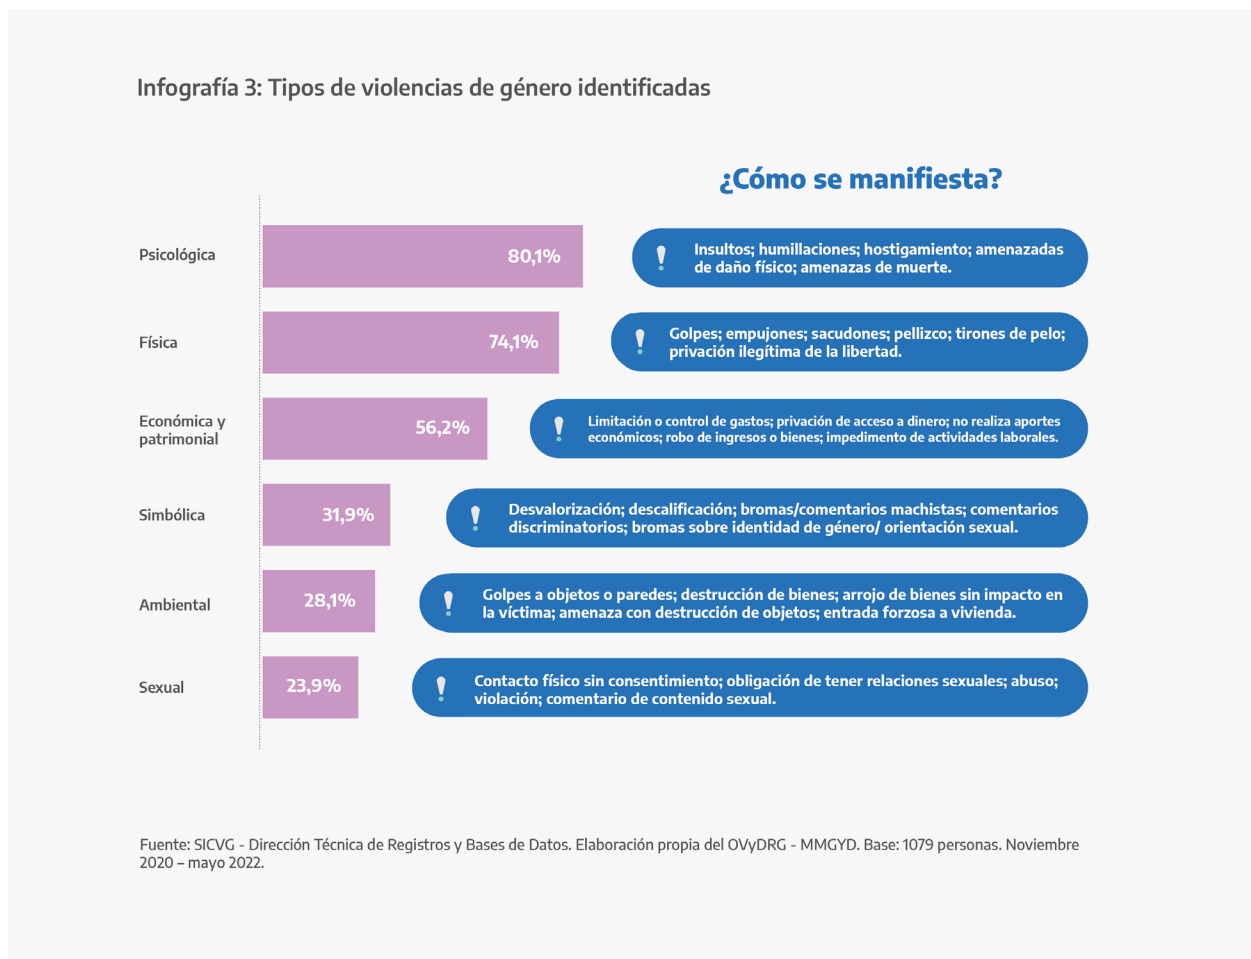 Infografía 3: Tipos de violencias de género identificadas
¿Cómo se manifiesta?
Psicológica
80,1%
Insultos; humillaciones; hostigamiento; amenazadas
de daño físico; amenazas de muerte.
Física
74,1%
Golpes; empujones; sacudones; pellizco; tirones de pelo;
privación ilegítima de la libertad.
Económica y
patrimonial
56,2%
Limitación o control de gastos; privación de acceso a dinero; no realiza aportes
económicos; robo de ingresos o bienes; impedimento de actividades laborales.
Simbólica
31,9%
Desvalorización; descalificación; bromas/comentarios machistas; comentarios
discriminatorios; bromas sobre identidad de género/ orientación sexual.
Ambiental
28,1%
Golpes a objetos o paredes; destrucción de bienes; arrojo de bienes sin impacto en
la víctima; amenaza con destrucción de objetos; entrada forzosa a vivienda.
Sexual
23,9%
Contacto físico sin consentimiento; obligación de tener relaciones sexuales; abuso;
violación; comentario de contenido sexual.
Fuente: SICVG - Dirección Técnica de Registros y Bases de Datos. Elaboración propia del OVyDRG - MMGYD. Base: 1079 personas. Noviembre
2020 – mayo 2022.